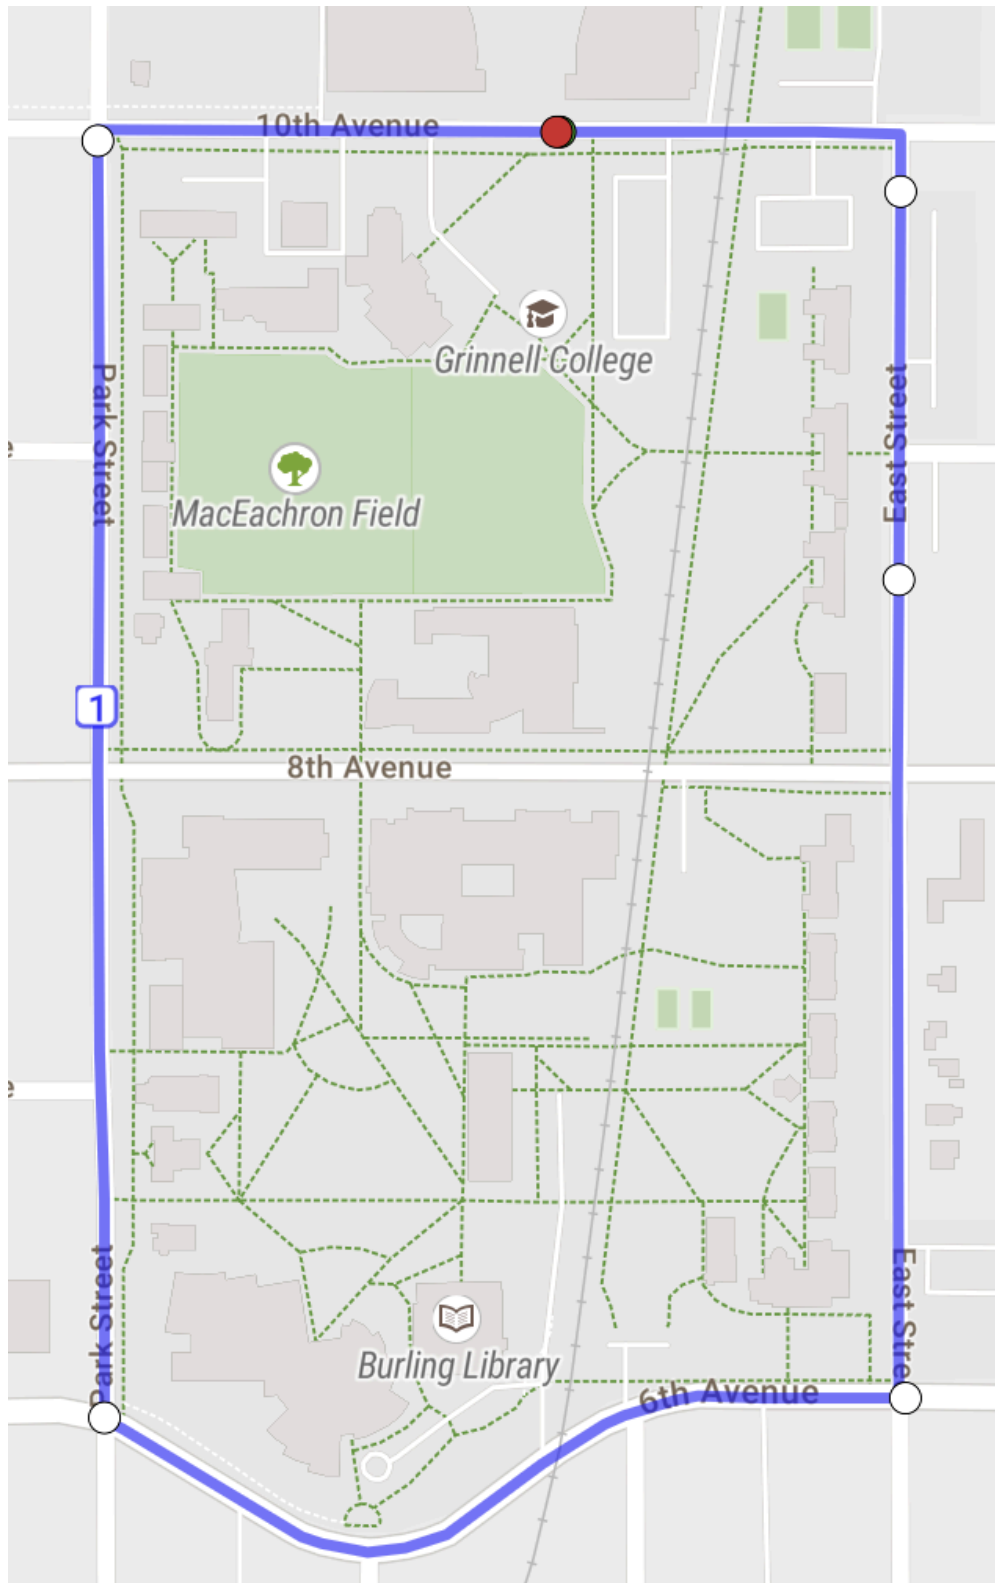 10th Avenue
Grinnell College
Park Street
East Street
MacEachron Field
1
8th Avenue
Park Street
East Stre
Burling Library
6th Avenue